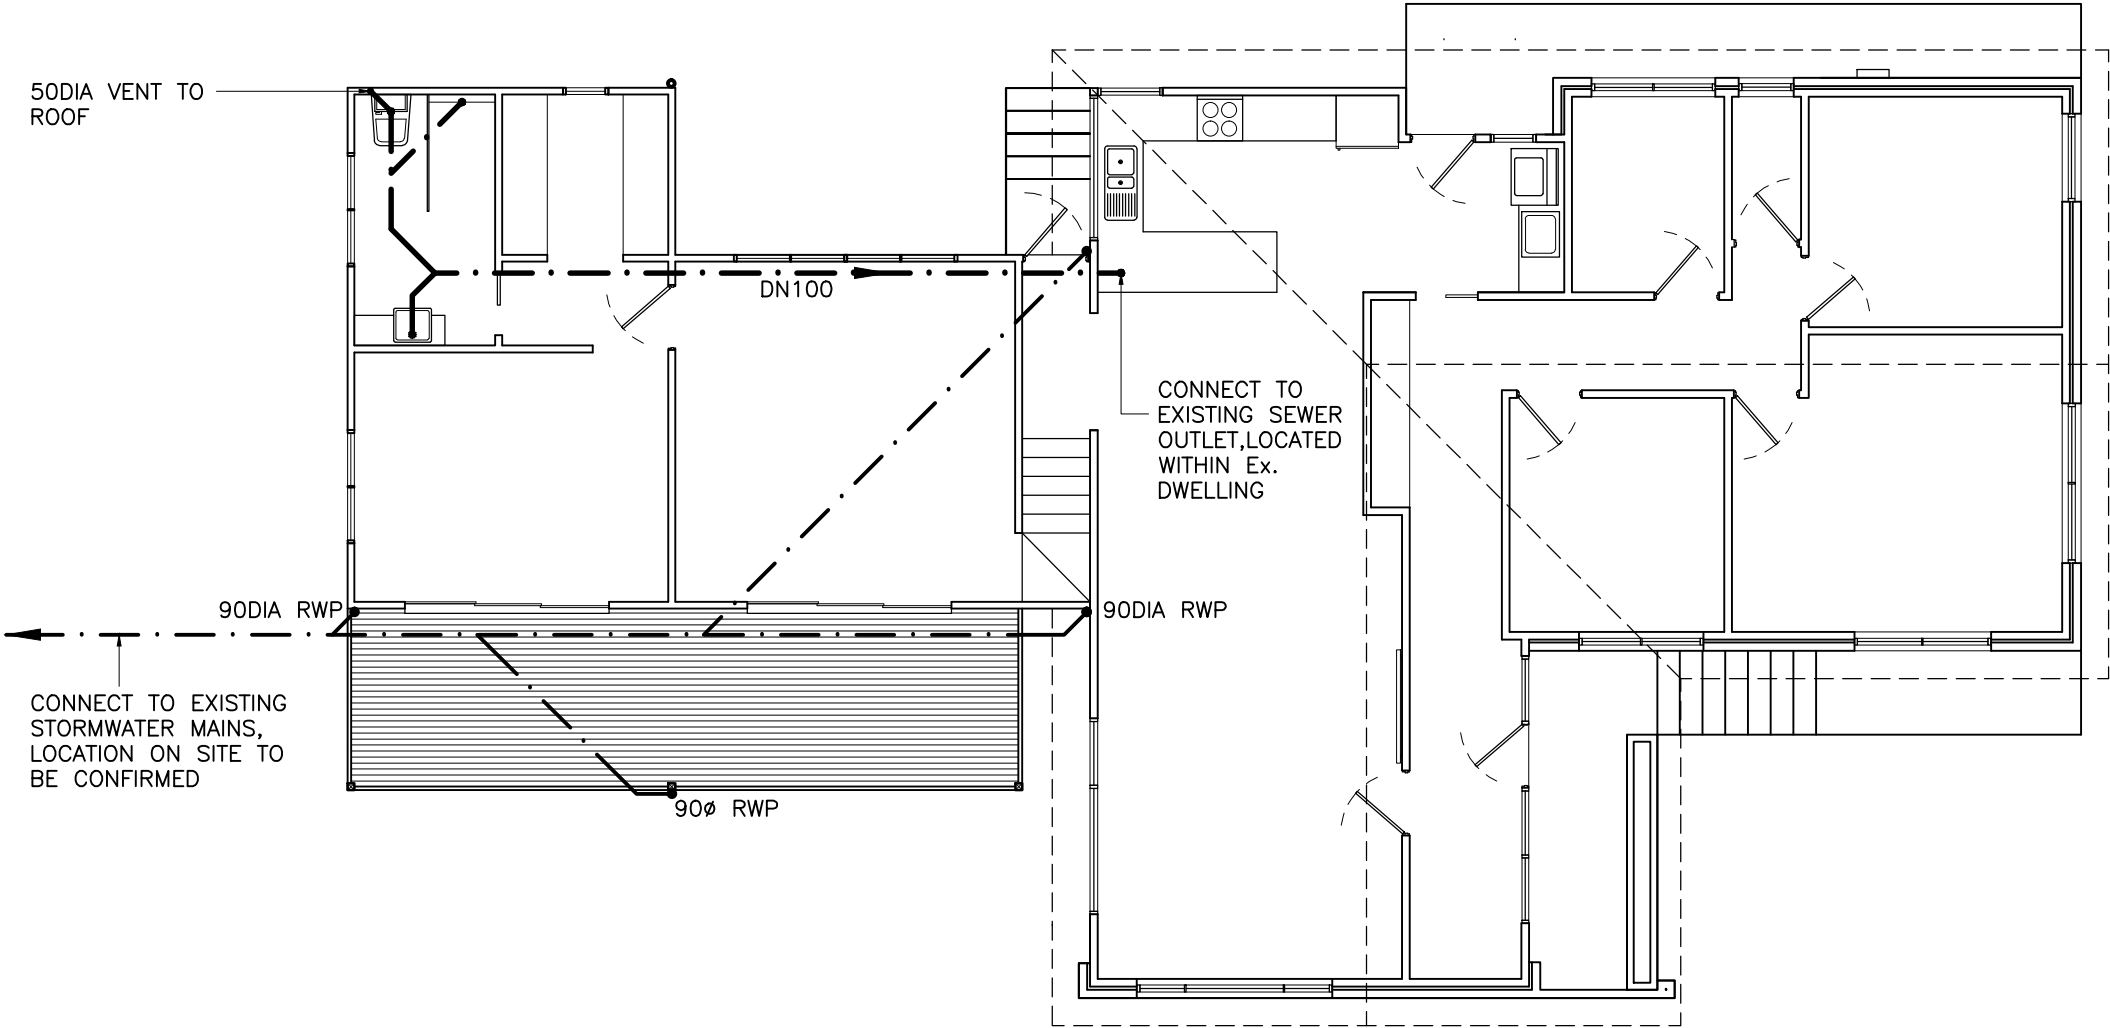 50DIA VENT TO
ROOF
DN100
CONNECT TO
EXISTING SEWER
OUTLET,LOCATED
WITHIN Ex.
DWELLING
90DIA RWP
90DIA RWP
CONNECT TO EXISTING
STORMWATER MAINS,
LOCATION ON SITE TO
BE CONFIRMED
90ø RWP